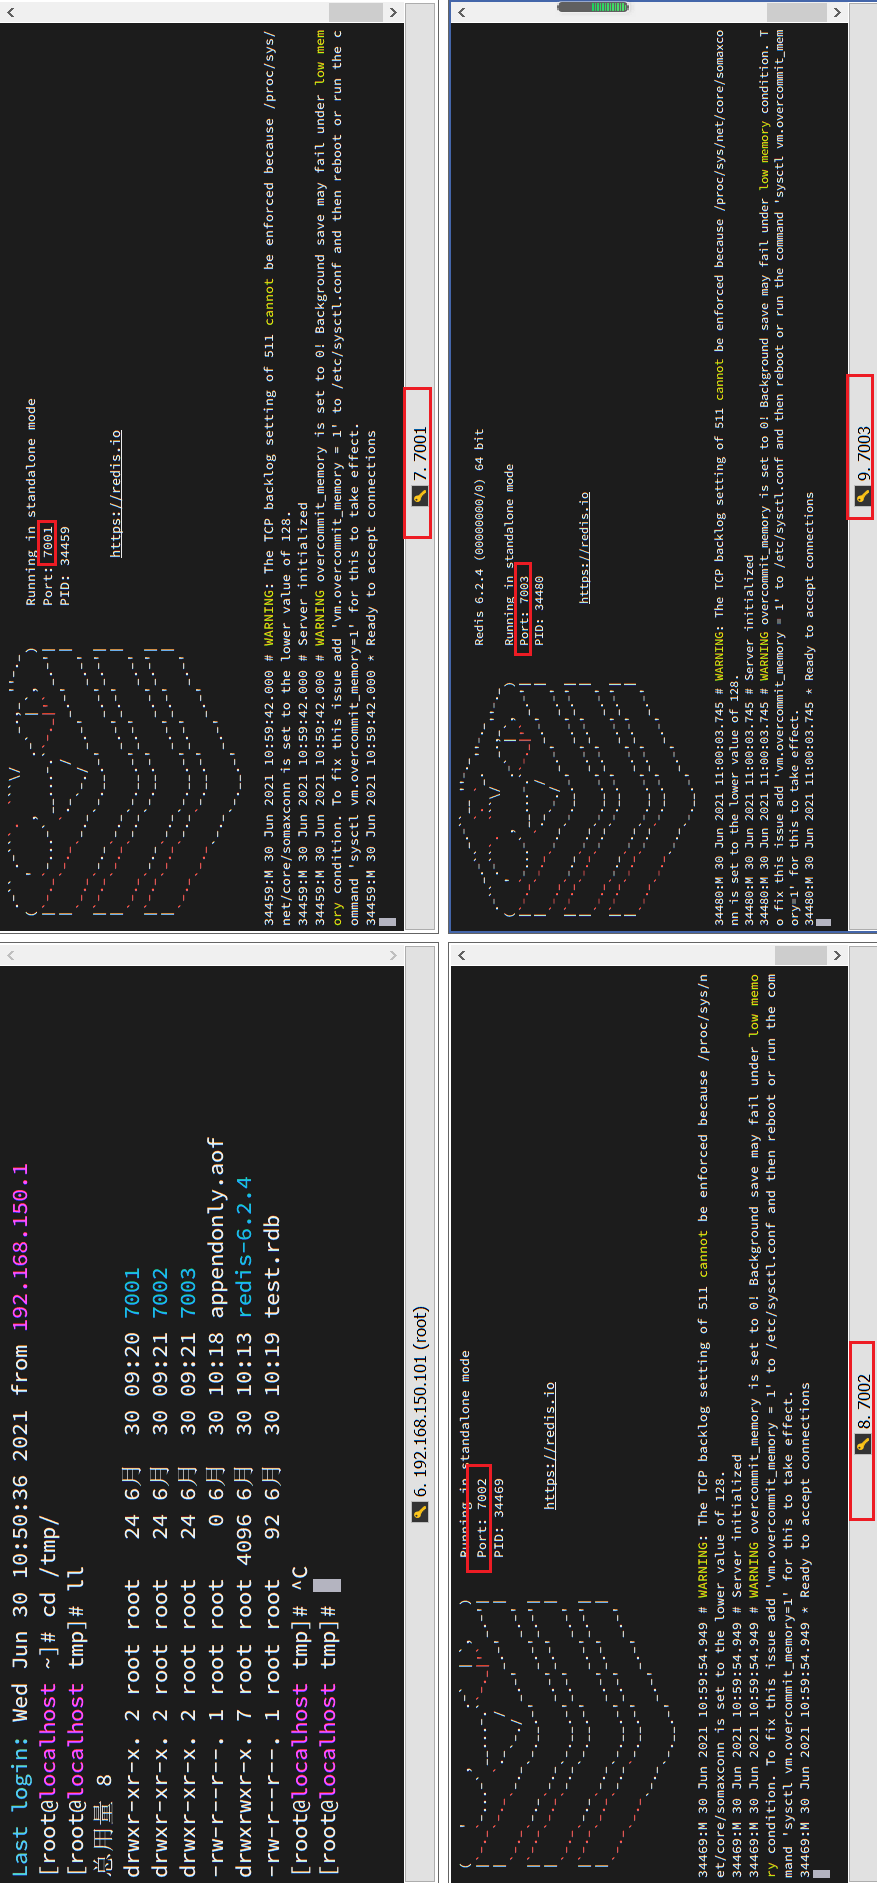 Last login: Wed Jun 30 10:50:36 2021 from 192.168.150.1
[root@localhost ~]# cd /tmp/
[root@localhost tmp]# ll
总用量 8
drwxr-xr-x. 2 root root   24 6月  30 09:20 7001
drwxr-xr-x. 2 root root   24 6月  30 09:21 7002
drwxr-xr-x. 2 root root   24 6月  30 09:21 7003
-rw-r--r--. 1 root root    0 6月  30 10:18 appendonly.aof
drwxrwxr-x. 7 root root 4096 6月  30 10:13 redis-6.2.4
-rw-r--r--. 1 root root   92 6月  30 10:19 test.rdb
[root@localhost tmp]# ^C
[root@localhost tmp]#
6. 192.168.150.101 (root)
Running in standalone mode
Port: 7001
PID: 34459
https://redis.io
34459:M 30 Jun 2021 10:59:42.000 # WARNING: The TCP backlog setting of 511 cannot be enforced because /proc/sys/
net/core/somaxconn is set to the lower value of 128.
34459:M 30 Jun 2021 10:59:42.000 # Server initialized
34459:M 30 Jun 2021 10:59:42.000 # WARNING overcommit_memory is set to 0! Background save may fail under low mem
ory condition. To fix this issue add 'vm.overcommit_memory = 1' to /etc/sysctl.conf and then reboot or run the c
ommand 'sysctl vm.overcommit_memory=1' for this to take effect.
34459:M 30 Jun 2021 10:59:42.000 * Ready to accept connections
7. 7001
Running in standalone mode
Port: 7002
PID: 34469
https://redis.io
34469:M 30 Jun 2021 10:59:54.949 # WARNING: The TCP backlog setting of 511 cannot be enforced because /proc/sys/n
et/core/somaxconn is set to the lower value of 128.
34469:M 30 Jun 2021 10:59:54.949 # Server initialized
34469:M 30 Jun 2021 10:59:54.949 # WARNING overcommit_memory is set to 0! Background save may fail under low memo
ry condition. To fix this issue add 'vm.overcommit_memory = 1' to /etc/sysctl.conf and then reboot or run the com
mand 'sysctl vm.overcommit_memory=1' for this to take effect.
34469:M 30 Jun 2021 10:59:54.949 * Ready to accept connections
8. 7002
Redis 6.2.4 (00000000/0) 64 bit
Running in standalone mode
Port: 7003
PID: 34480
https://redis.io
34480:M 30 Jun 2021 11:00:03.745 # WARNING: The TCP backlog setting of 511 cannot be enforced because /proc/sys/net/core/somaxco
nn is set to the lower value of 128.
34480:M 30 Jun 2021 11:00:03.745 # Server initialized
34480:M 30 Jun 2021 11:00:03.745 # WARNING overcommit_memory is set to 0! Background save may fail under low memory condition. T
o fix this issue add 'vm.overcommit_memory = 1' to /etc/sysctl.conf and then reboot or run the command 'sysctl vm.overcommit_mem
ory=1' for this to take effect.
34480:M 30 Jun 2021 11:00:03.745 * Ready to accept connections
9. 7003